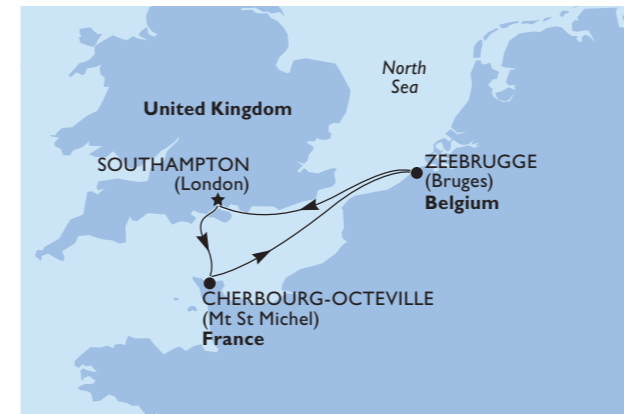 North
Sea
United Kingdom
SOUTHAMPTON
(London)
ZEEBRUGGE
(Bruges)
Belgium
CHERBOURG-OCTEVILLE
(Mt St Michel)
France